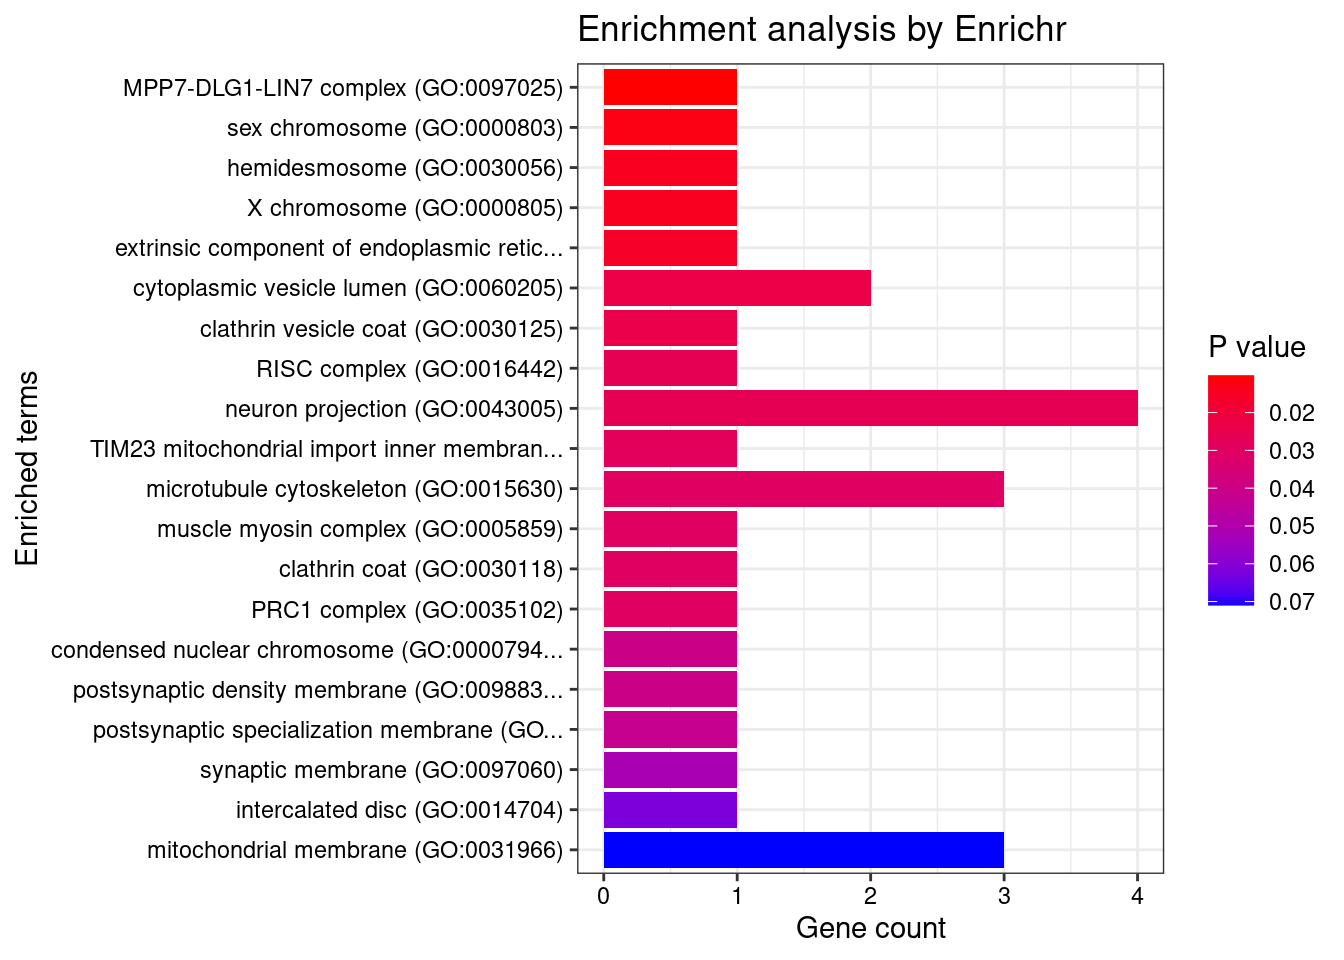 Enrichment analysis by Enrichr
MPP7-DLG1-LIN7 complex (GO:0097025)
sex chromosome (GO:0000803)
hemidesmosome (GO:0030056)
X chromosome (GO:0000805)
extrinsic component of endoplasmic retic...
cytoplasmic vesicle lumen (GO:0060205)
clathrin vesicle coat (GO:0030125)
RISC complex (GO:0016442)
neuron projection (GO:0043005)
TIM23 mitochondrial import inner membran...
microtubule cytoskeleton (GO:0015630)
muscle myosin complex (GO:0005859)
clathrin coat (GO:0030118)
PRC1 complex (GO:0035102)
condensed nuclear chromosome (GO:0000794...
postsynaptic density membrane (GO:009883...
postsynaptic specialization membrane (GO...
synaptic membrane (GO:0097060)
intercalated disc (GO:0014704)
mitochondrial membrane (GO:0031966)
Enriched terms
0 1 2 3 4
Gene count
P value
0.02
0.03
0.04
0.05
0.06
0.07